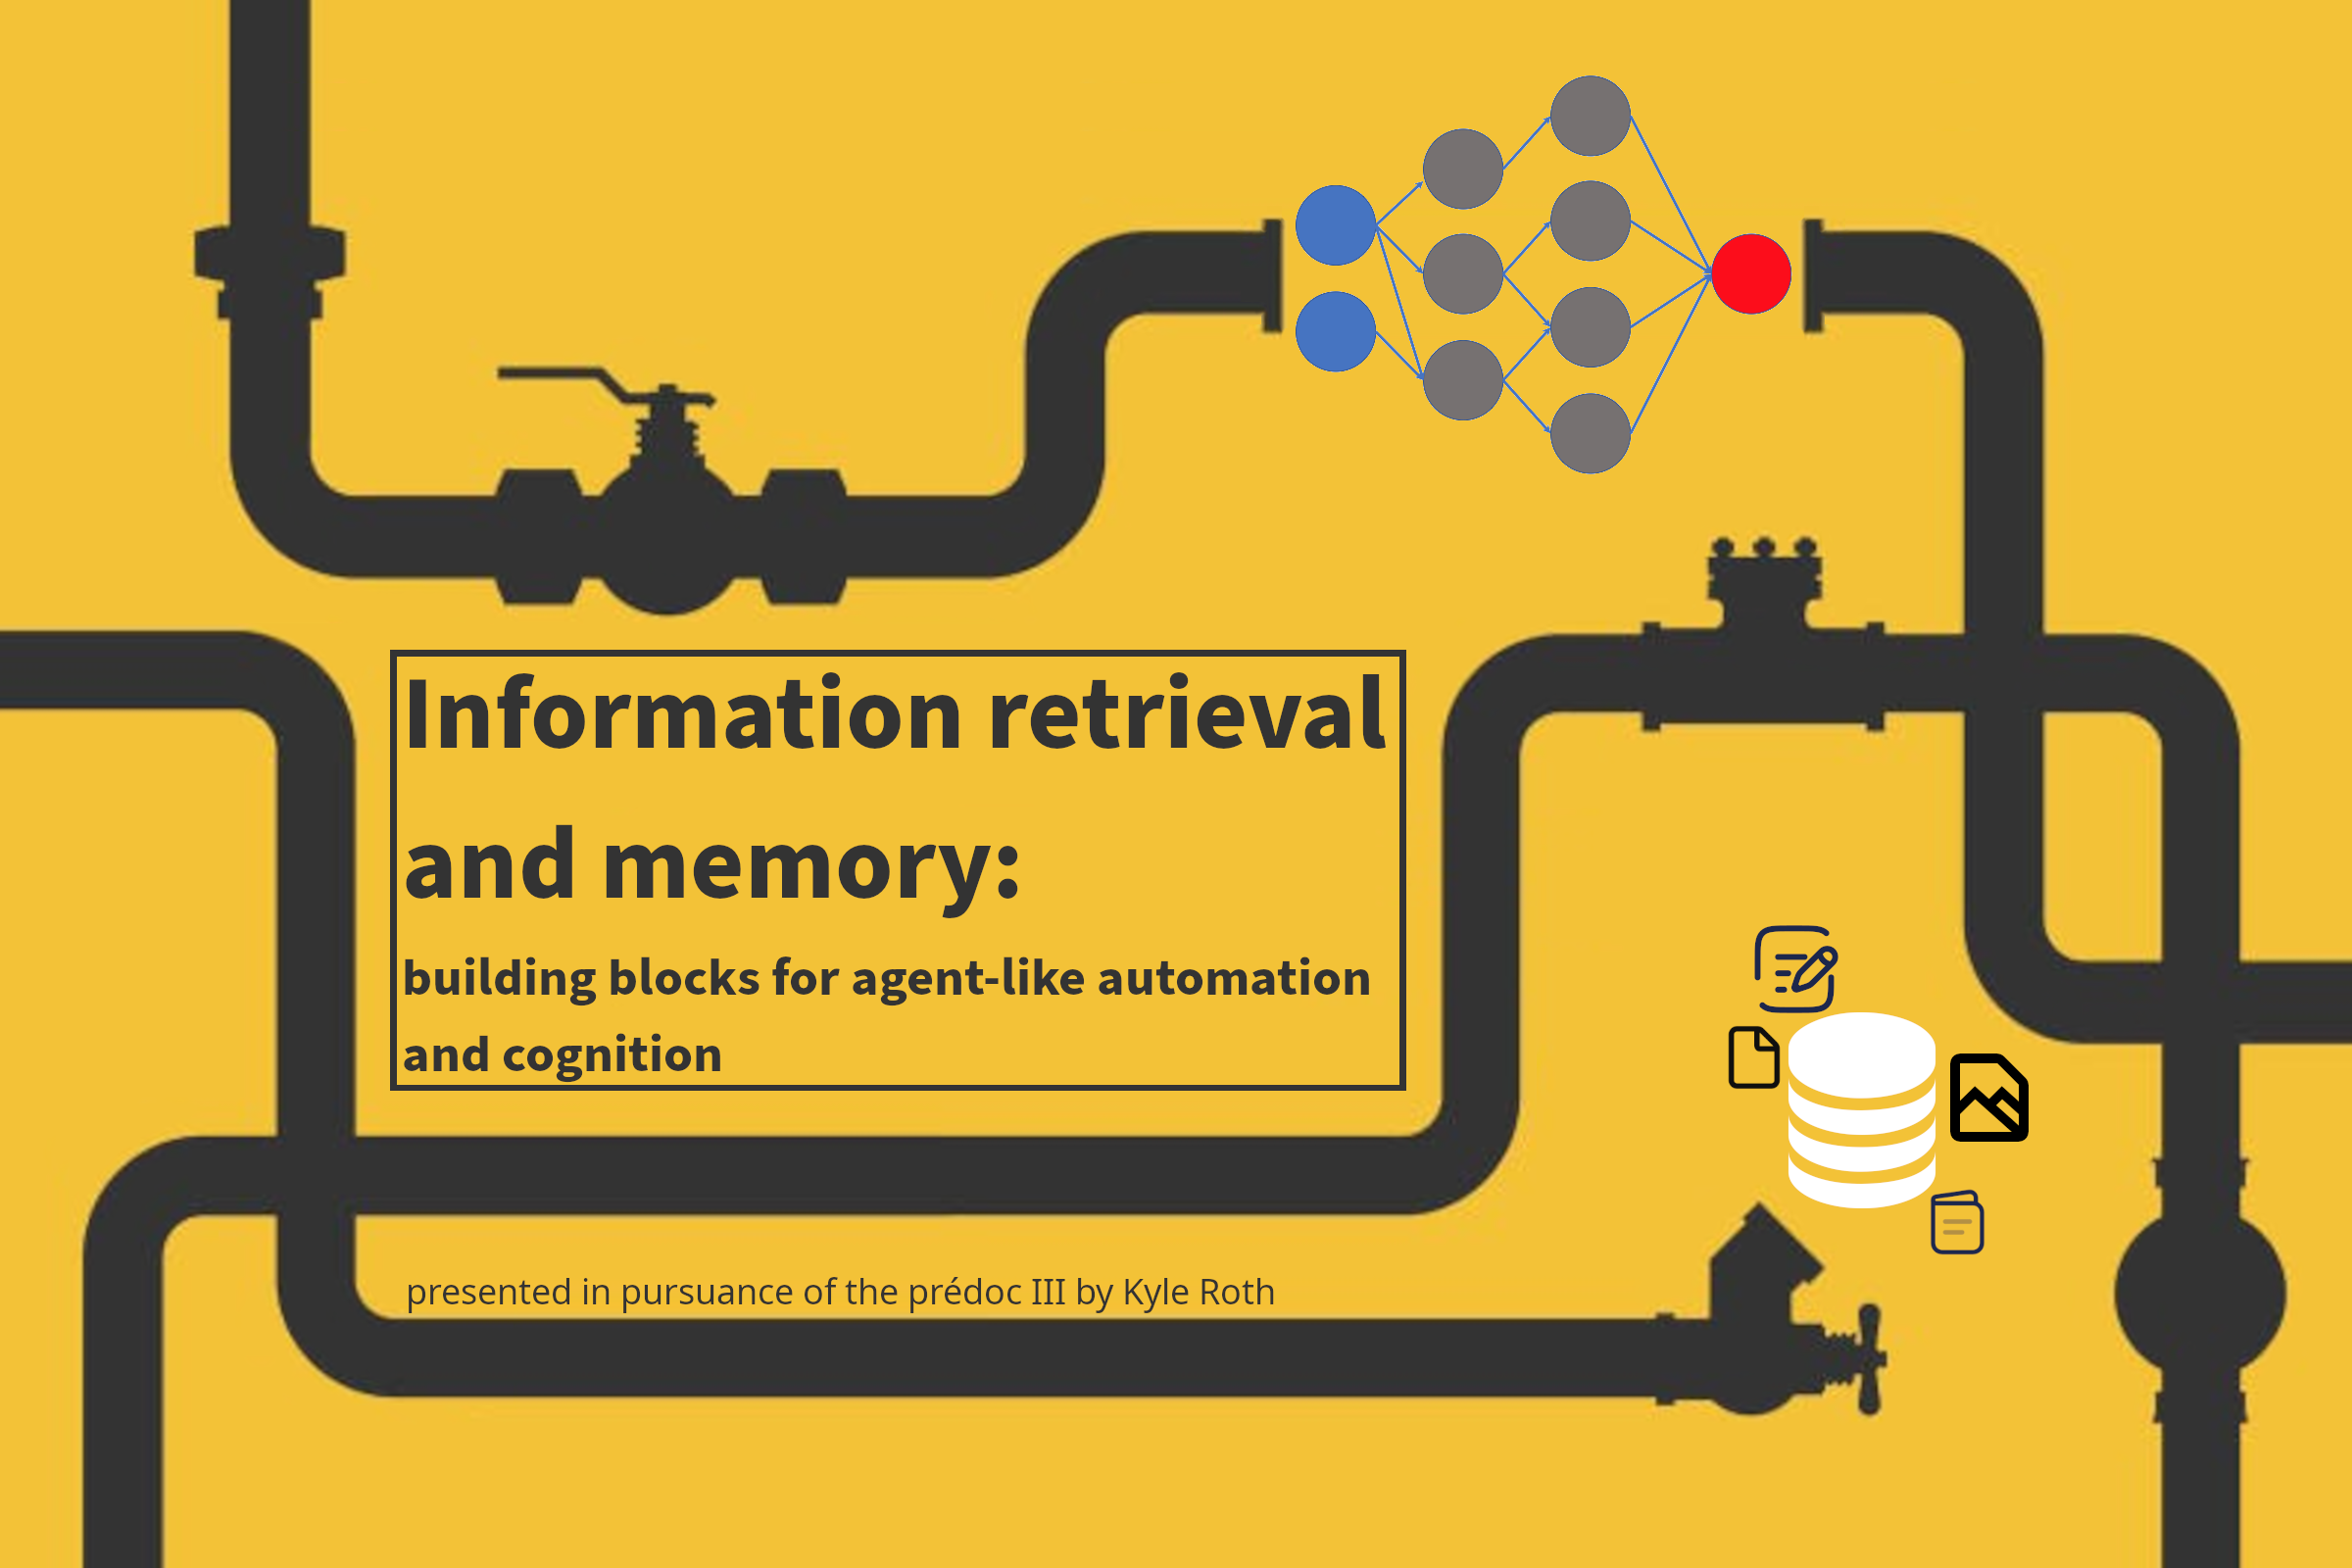 Information retrieval
and memory:
building blocks for agent-like automation
and cognition
presented in pursuance of the prédoc III by Kyle Roth